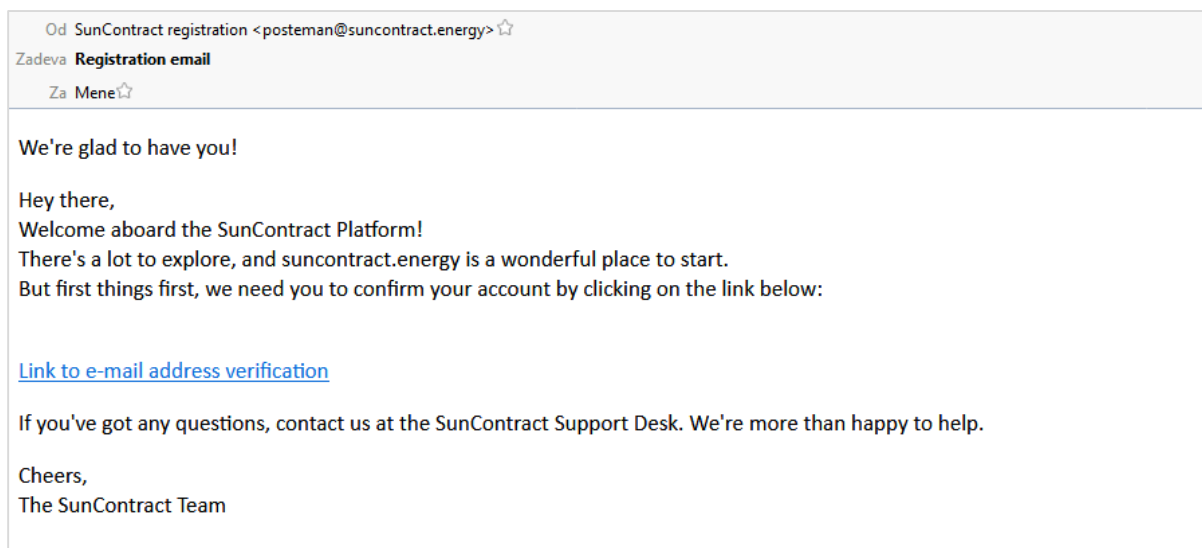 Od SunContract registration <posteman@suncontract.energy>
Zadeva Registration email
Za Mene
We're glad to have you!
Hey there,
Welcome aboard the SunContract Platform!
There's a lot to explore, and suncontract.energy is a wonderful place to start.
But first things first, we need you to confirm your account by clicking on the link below:
Link to e-mail address verification
If you've got any questions, contact us at the SunContract Support Desk. We're more than happy to help.
Cheers,
The SunContract Team